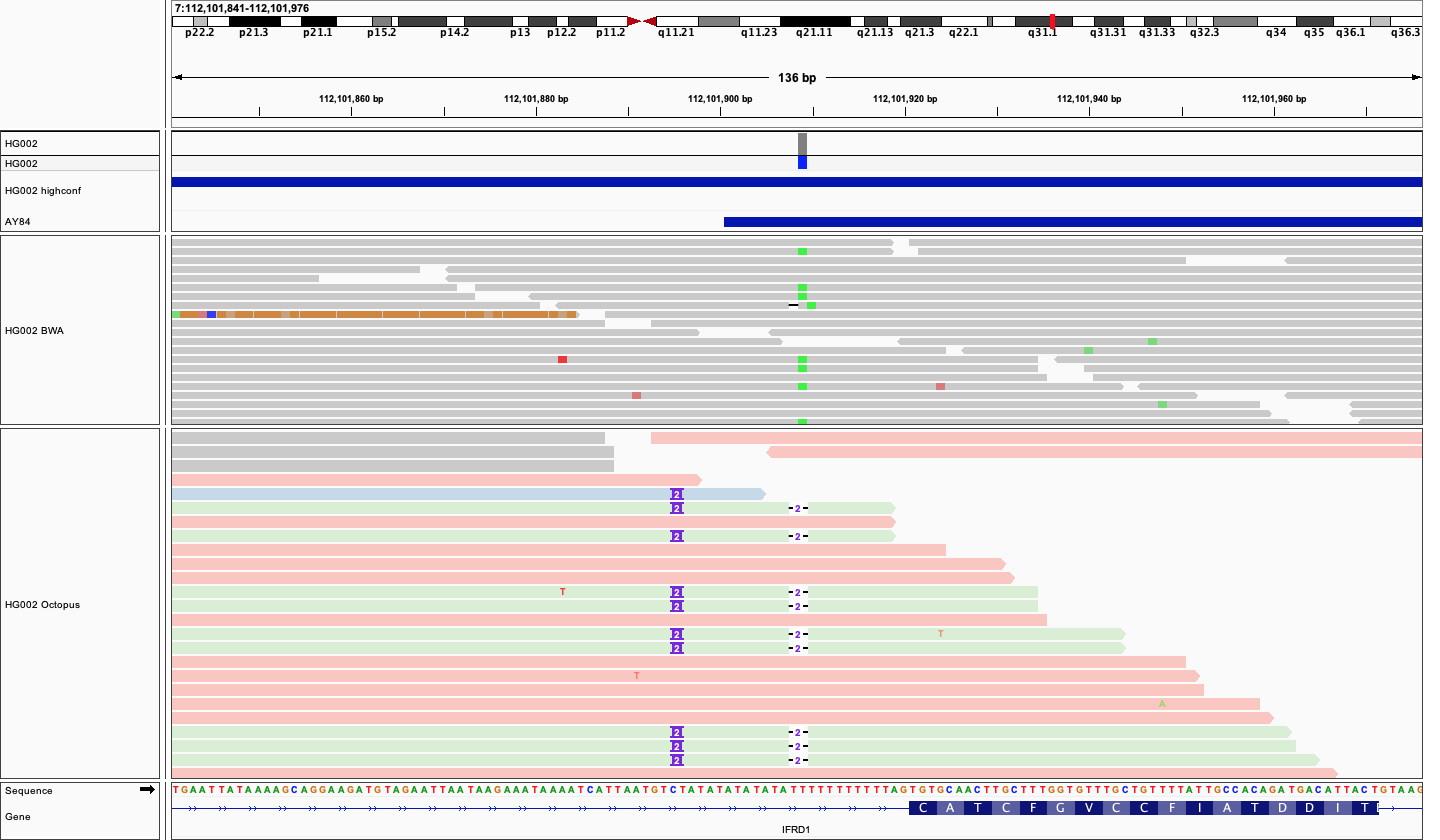 7:112,101,841-112,101,976
p22.2 p21.3 p21.1 p15.2 p14.2 p13 p12.2 p11.2 q11.21 q11.23 q21.11 q21.13 q21.3 q22.1 q31.1 q31.31 q31.33 q32.3 q34 q35 q36.1 q36.3
136 bp
112,101,860 bp 112,101,880 bp 112,101,900 bp 112,101,920 bp 112,101,940 bp 112,101,960 bp
HG002
HG002
HG002 highconf
AY84
HG002 BWA
2
2 2
2 2
T 2 2
2 2
2 2 T
2 2
T
A
HG002 Octopus
2 2
2 2
2 2
Sequence TGAATTATAAAAGCAGGAAGATGTAGAATTAATAAGAAATAAAATCATTAATGTCTATATATATATATTTTTTTTTTAGTGTGCAACTTGCTTTGGTGTTTGCTGTTTTATTGCCACAGATGACATTACTGTAAG
Gene C A T C F G V C C F I A T D D I T
IFRD1